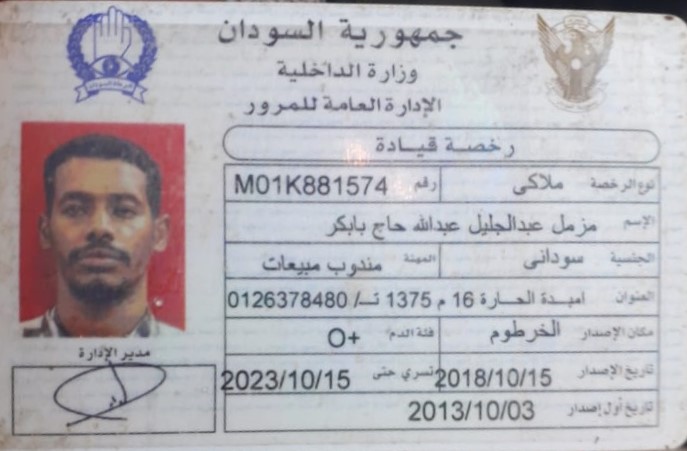 جمهورية السودان
وزارة الداخلية
الإدارة العامة للمرور
رخصة قيادة
نوع الرخصة ملاكى رقم M01K881574
الإسم مزمل عبدالجليل عبدالله حاج بابكر
الجنسية سودانى المهنة مندوب مبيعات
العنوان امبدة الحارة 16 م 1375 ت/ 0126378480
مكان الإصدار الخرطوم فئة الدم O+
تاريخ الإصدار 2018/10/15 تسري حتى 2023/10/15
تاريخ أول إصدار 2013/10/03
مدير الإدارة